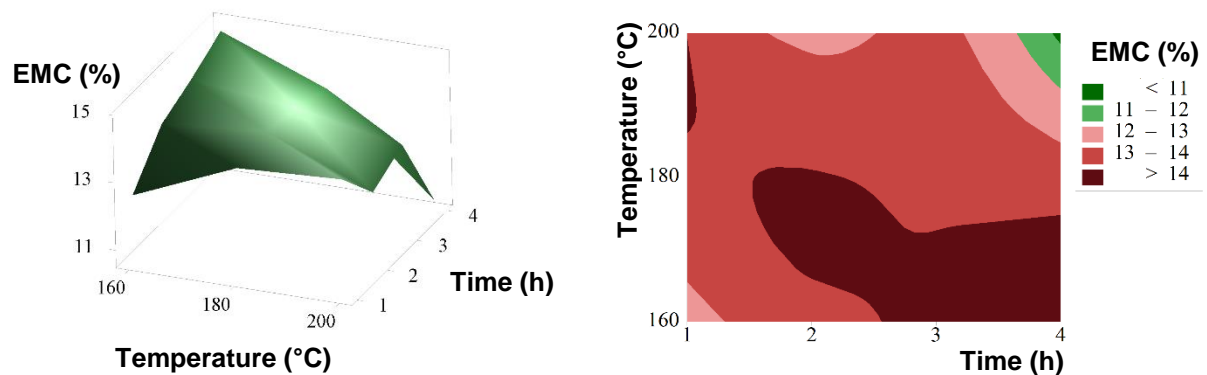 EMC (%)
15
13
11
160
180
200
1
2
3
4
Time (h)
Temperature (°C)
Temperature (°C)
200
180
160
1
2
3
4
Time (h)
EMC (%)
< 11
11 – 12
12 – 13
13 – 14
> 14